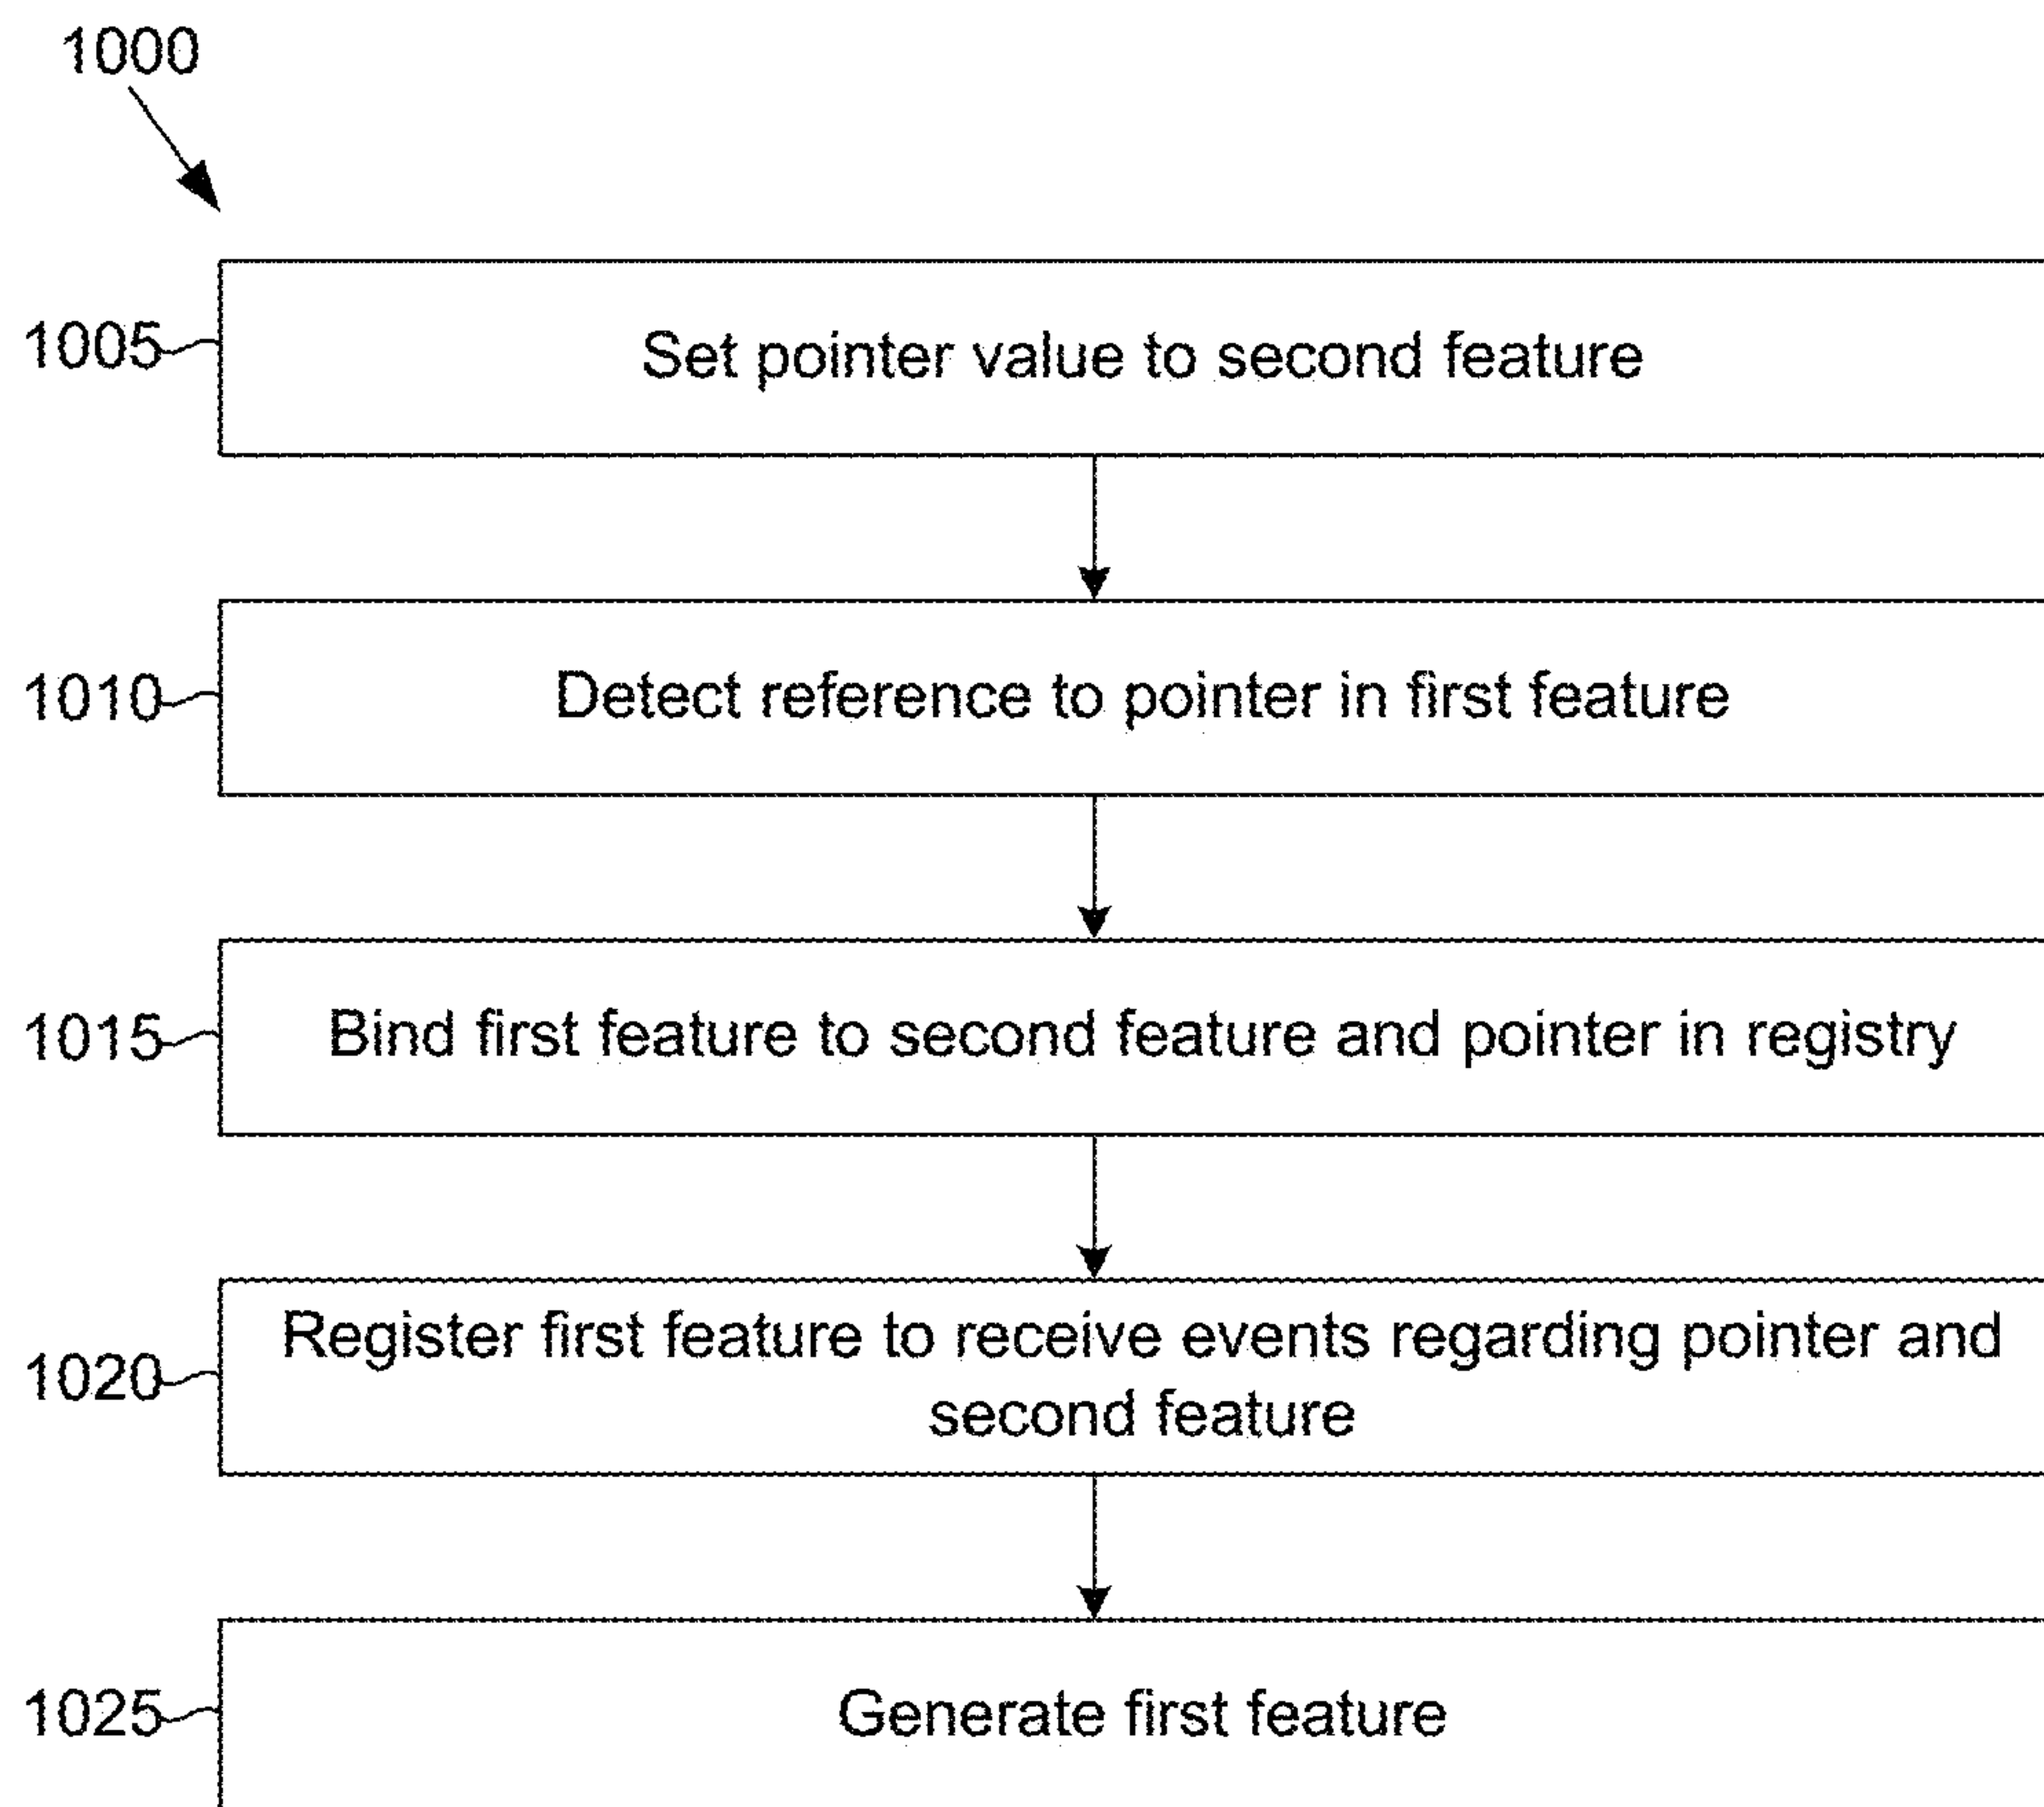 1000
1005
Set pointer value to second feature
1010
Detect reference to pointer in first feature
1015
Bind first feature to second feature and pointer in registry
1020
Register first feature to receive events regarding pointer and
second feature
1025
Generate first feature